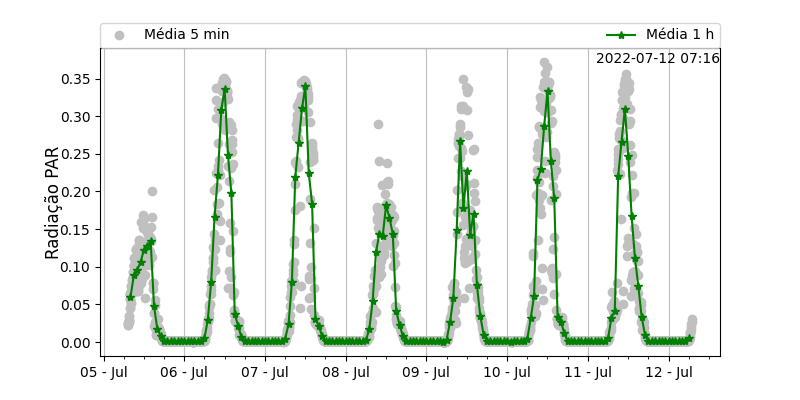 Média 5 min
Média 1 h
2022-07-12 07:16
Radiação PAR
0.35
0.30
0.25
0.20
0.15
0.10
0.05
0.00
05 - Jul
06 - Jul
07 - Jul
08 - Jul
09 - Jul
10 - Jul
11 - Jul
12 - Jul